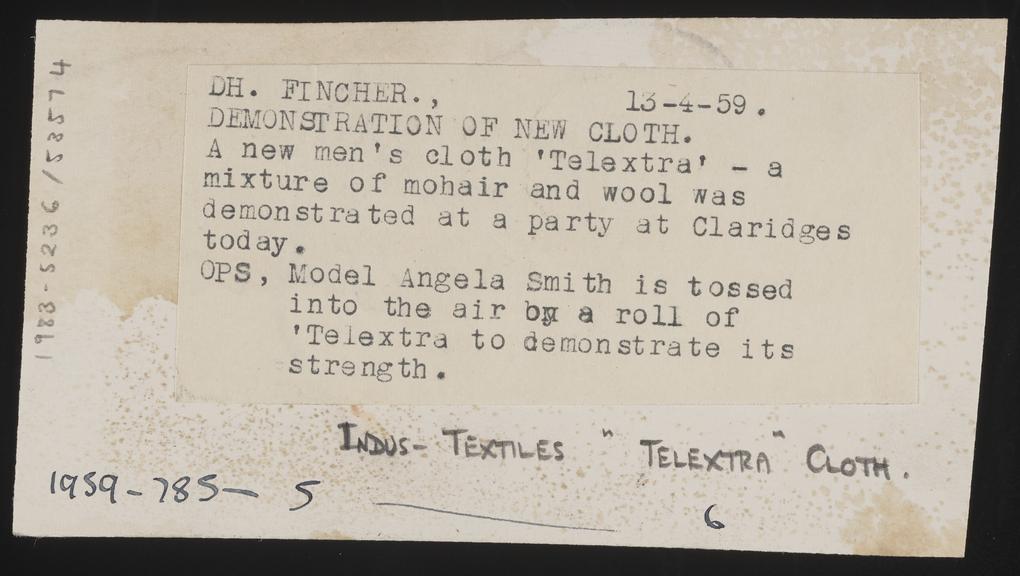 1983-5236/53574
DH. FINCHER., 13-4-59.
DEMONSTRATION OF NEW CLOTH.
A new men's cloth 'Telextra' - a
mixture of mohair and wool was
demonstrated at a party at Claridges
today.
OPS, Model Angela Smith is tossed
into the air by a roll of
'Telextra to demonstrate its
strength.
INDUS- TEXTILES " TELEXTRA " CLOTH.
1959-785- 5 6